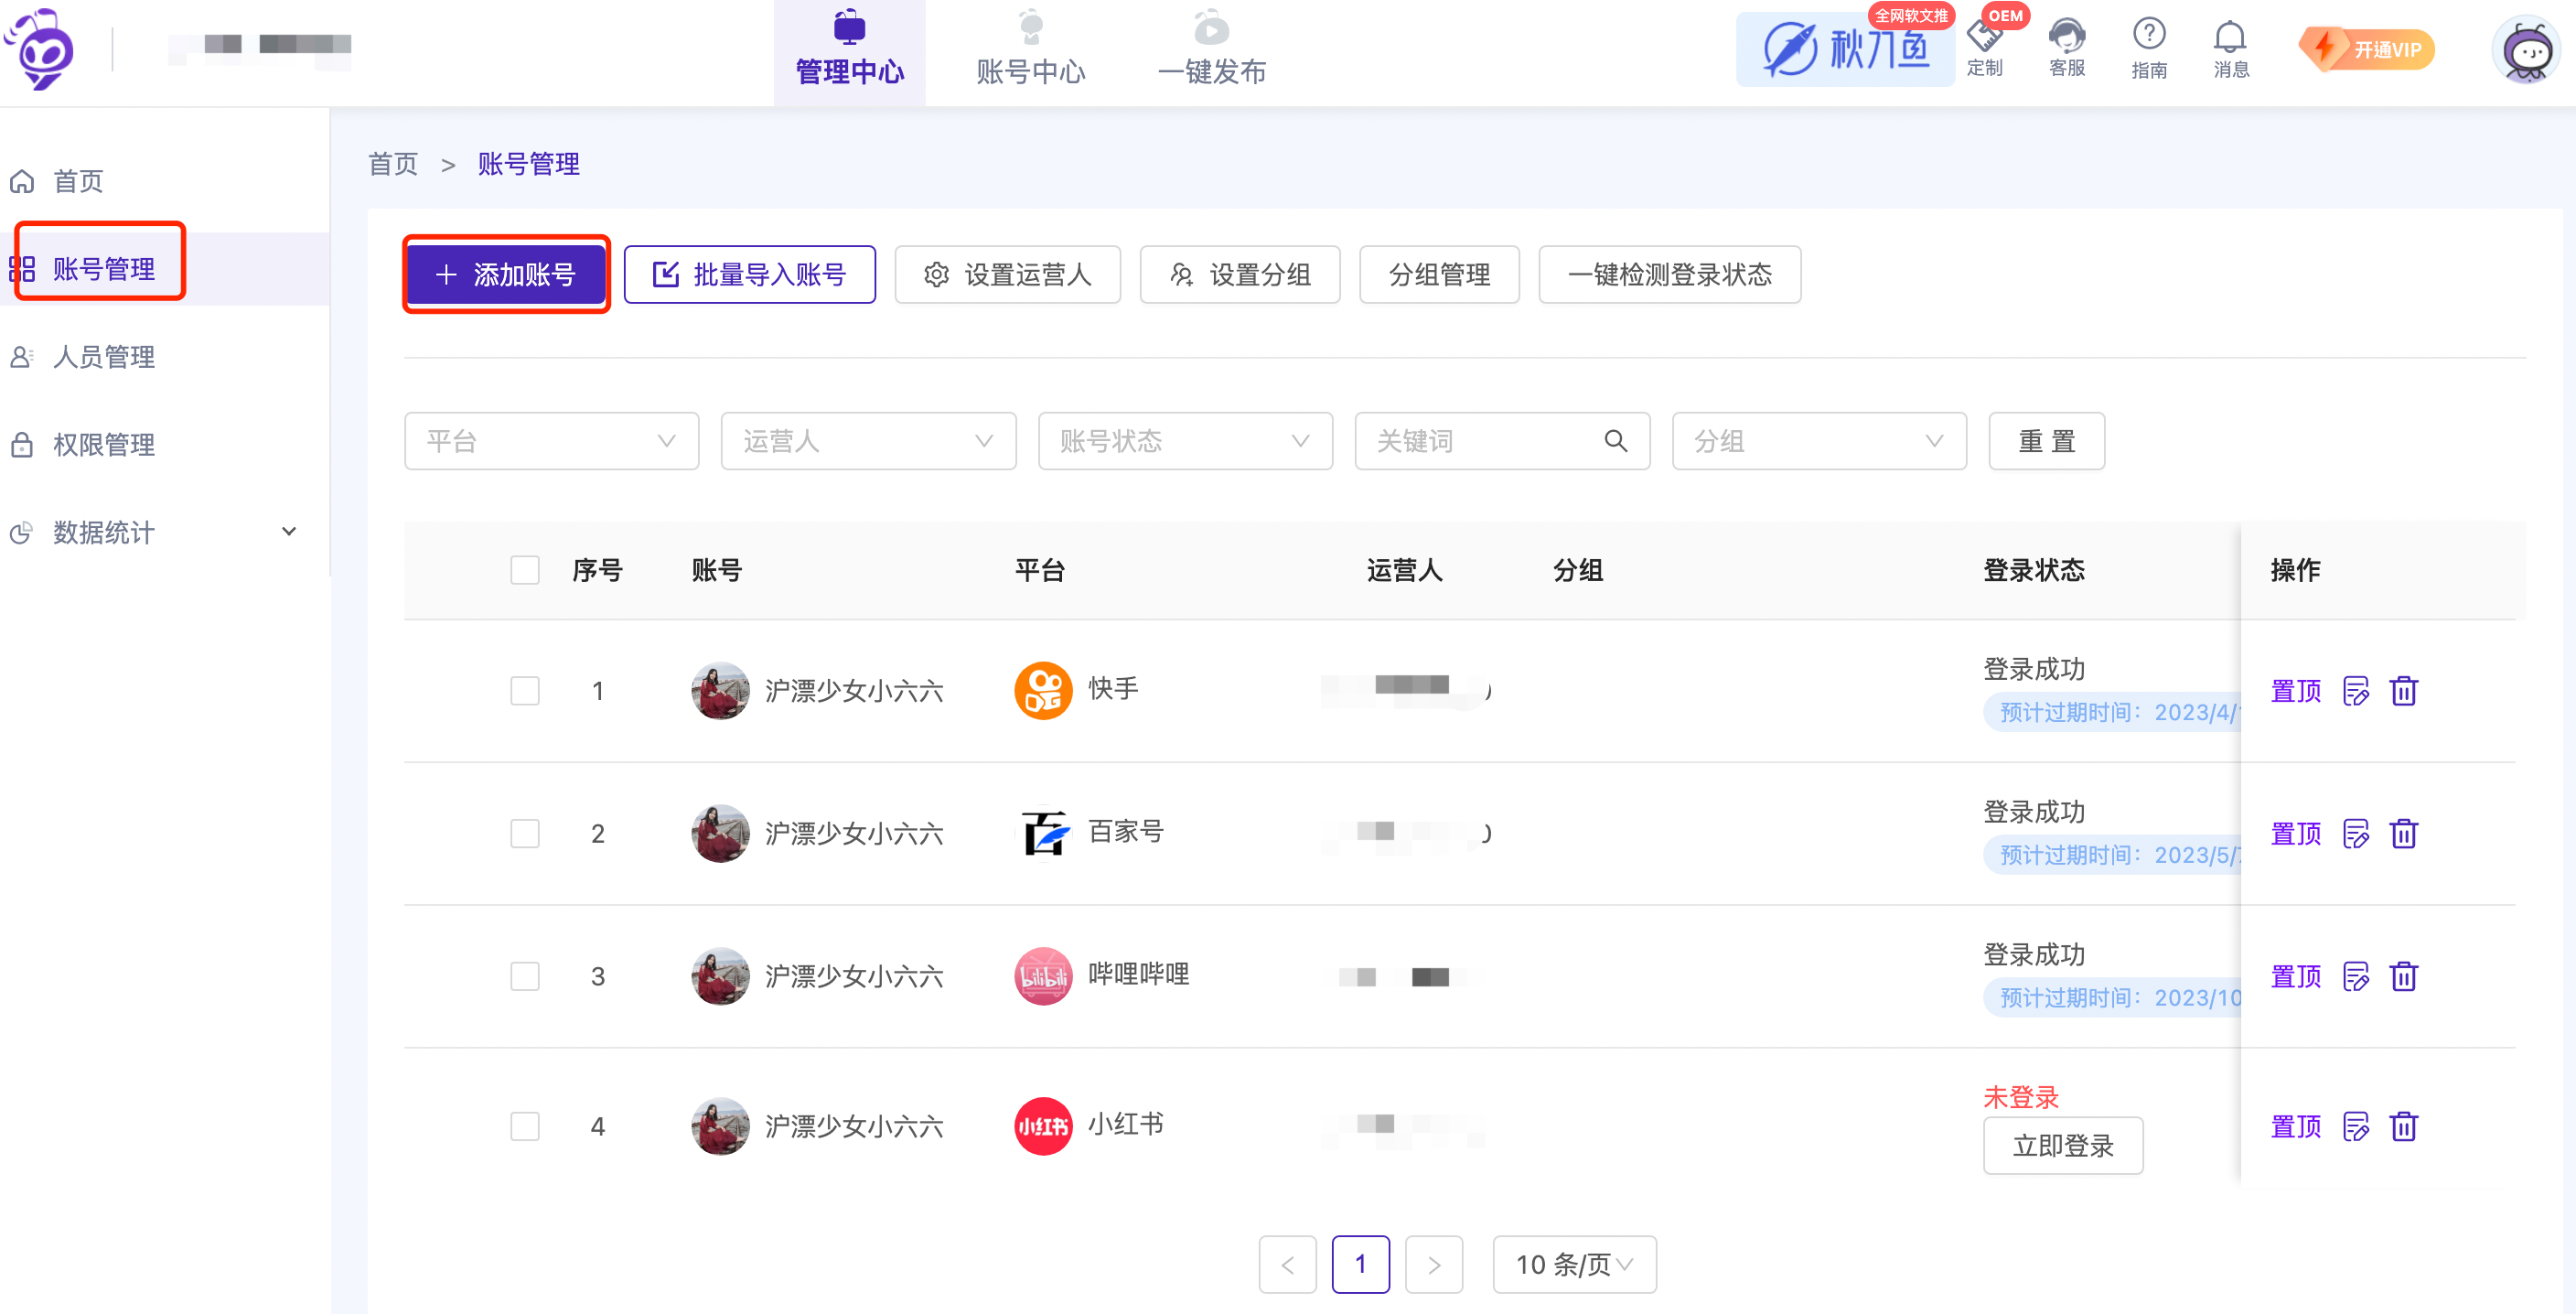 管理中心
账号中心
一键发布
秋刀鱼
全网软文推
OEM
定制
客服
指南
消息
开通VIP
首页
账号管理
人员管理
权限管理
数据统计
首页 > 账号管理
添加账号
批量导入账号
设置运营人
设置分组
分组管理
一键检测登录状态
平台
运营人
账号状态
关键词
分组
重 置
序号 账号 平台 运营人 分组 登录状态 操作
1 沪漂少女小六六 快手 登录成功 置顶
预计过期时间：2023/4/
2 沪漂少女小六六 百家号 登录成功 置顶
预计过期时间：2023/5/
3 沪漂少女小六六 bilibili 哔哩哔哩 登录成功 置顶
预计过期时间：2023/10
4 沪漂少女小六六 小红书 小红书 未登录 置顶
立即登录
< 1 > 10 条/页